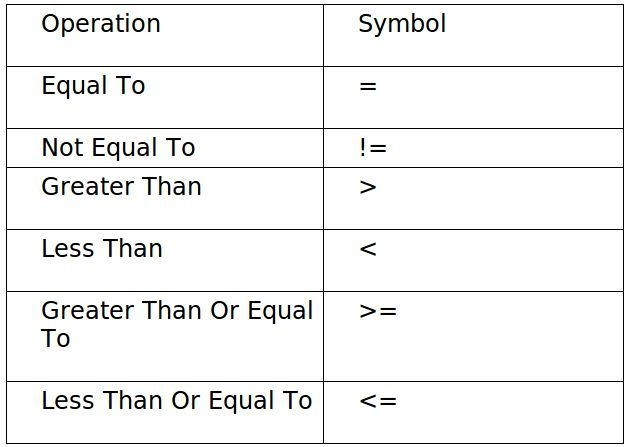 Operation Symbol
Equal To =
Not Equal To !=
Greater Than >
Less Than <
Greater Than Or Equal >=
To
Less Than Or Equal To <=